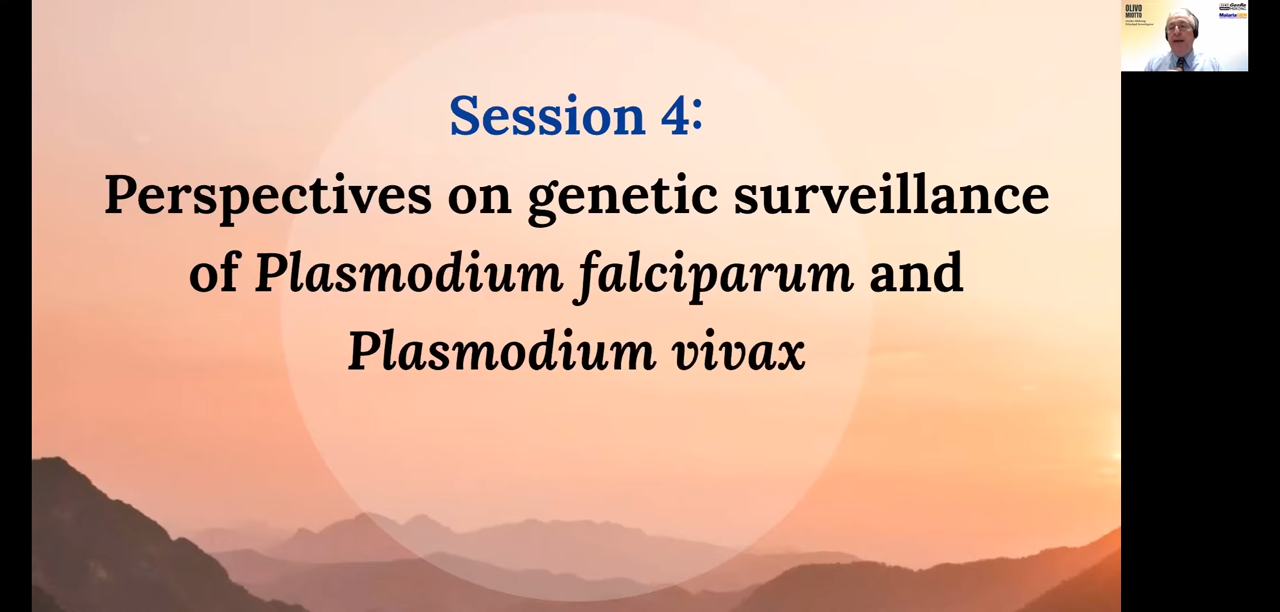 Session 4:
Perspectives on genetic surveillance
of Plasmodium falciparum and
Plasmodium vivax
OLIVO
MIOTTO